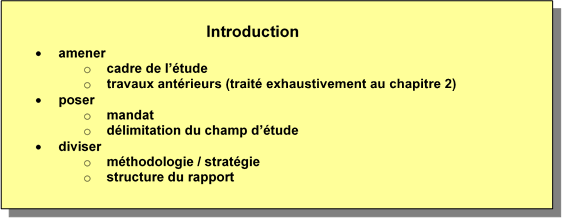 Introduction
• amener
o cadre de l’étude
o travaux antérieurs (traité exhaustivement au chapitre 2)
• poser
o mandat
o délimitation du champ d’étude
• diviser
o méthodologie / stratégie
o structure du rapport